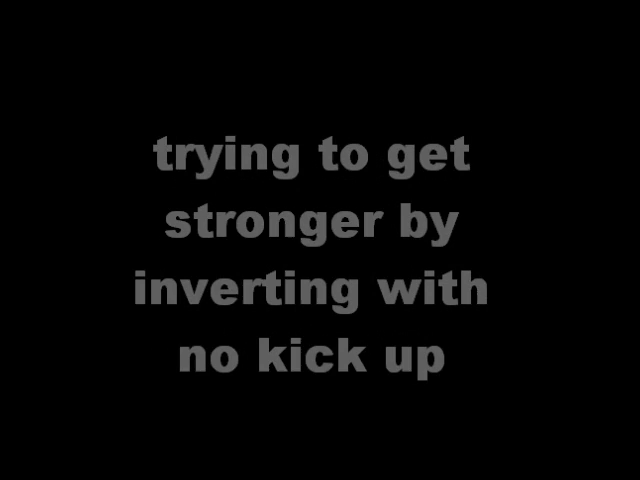 trying to get
stronger by
inverting with
no kick up